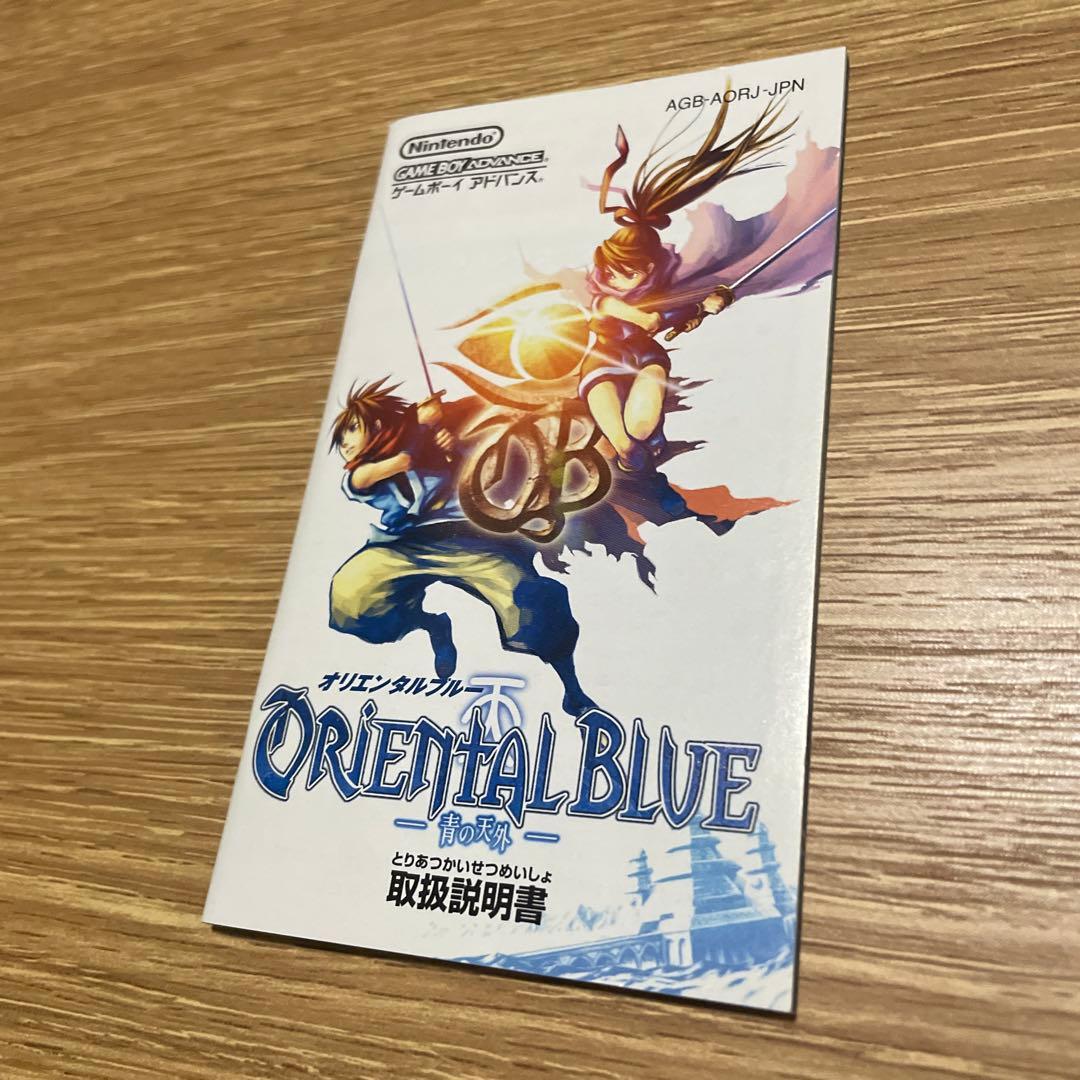 AGB-AORJ-JPN
Nintendo®
GAME BOY ADVANCE®
ゲームボーイ アドバンス®
OB
オリエンタルブルー
天
ORIENTAL BLUE
— 青の天外 —
とりあつかいせつめいしょ
取扱説明書